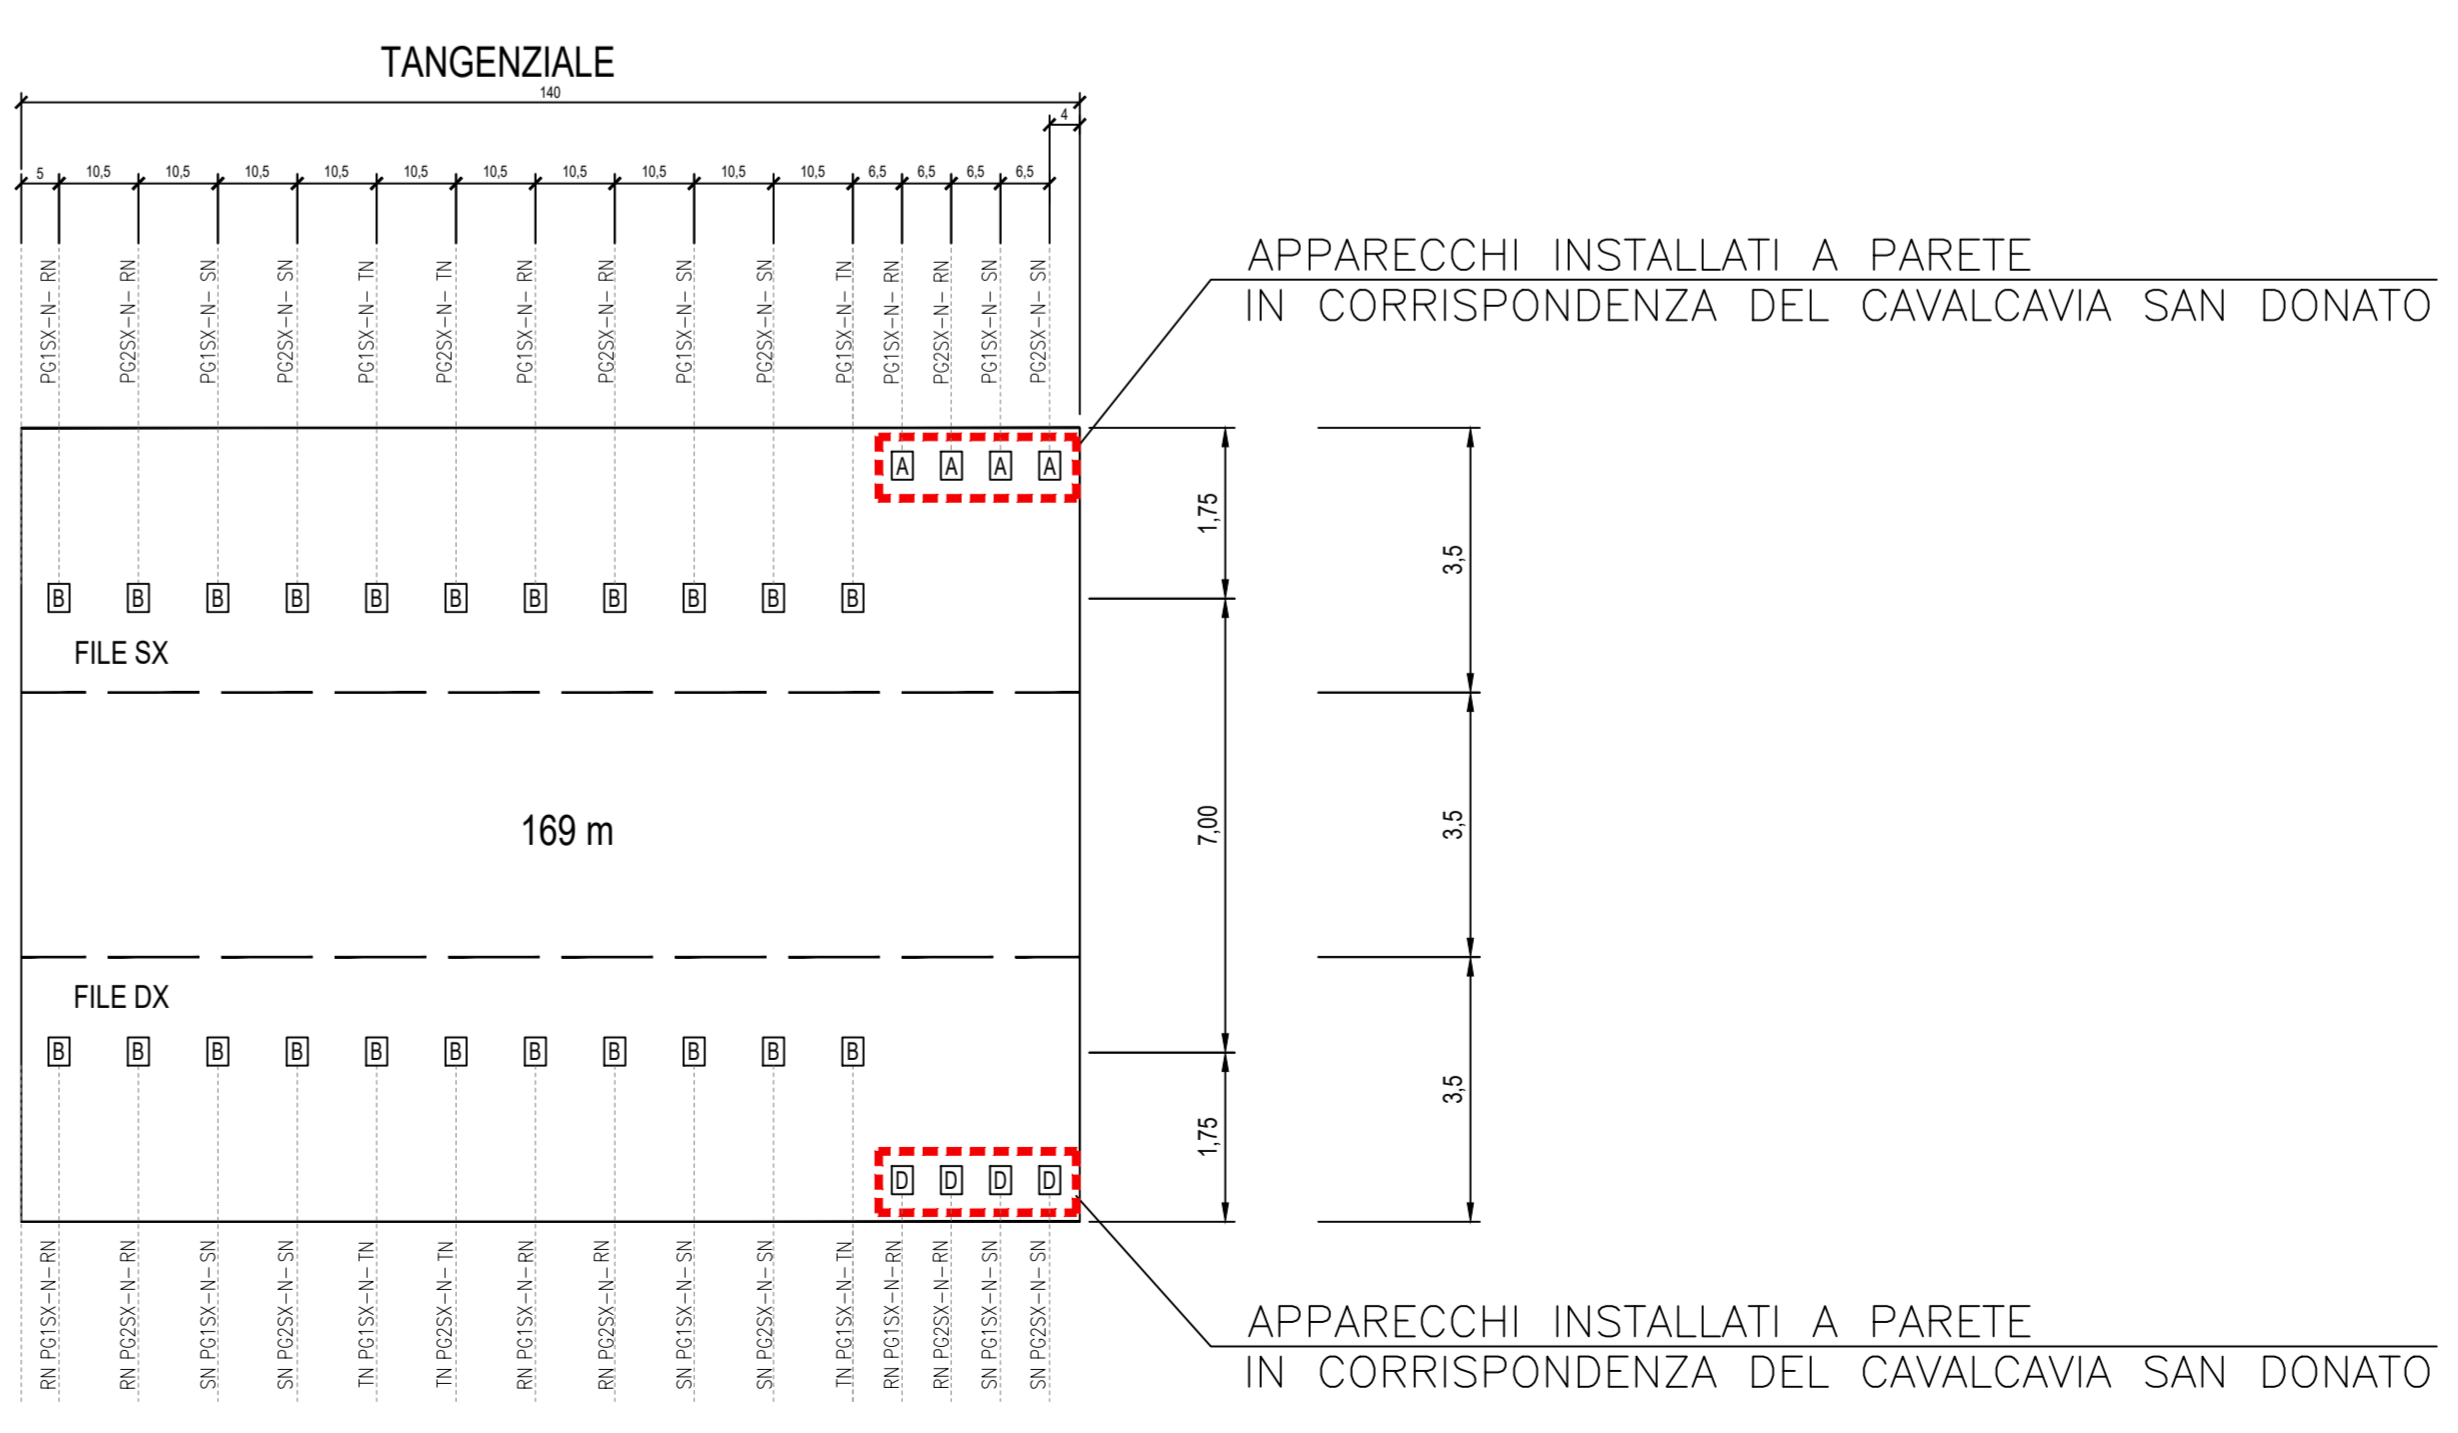 TANGENZIALE
140
4
5 10,5 10,5 10,5 10,5 10,5 10,5 10,5 10,5 10,5 10,5 6,5 6,5 6,5 6,5
PG1SX-N- RN
PG2SX-N- RN
PG1SX-N- SN
PG2SX-N- SN
PG1SX-N- TN
PG2SX-N- TN
PG1SX-N- RN
PG2SX-N- RN
PG1SX-N- SN
PG2SX-N- SN
PG1SX-N- TN
PG1SX-N- RN
PG2SX-N- RN
PG1SX-N- SN
PG2SX-N- SN
APPARECCHI INSTALLATI A PARETE
IN CORRISPONDENZA DEL CAVALCAVIA SAN DONATO
A A A A
1,75
3,5
B B B B B B B B B B B
FILE SX
169 m
7,00
3,5
FILE DX
B B B B B B B B B B B
1,75
3,5
D D D D
RN PG1SX-N-RN
RN PG2SX-N-RN
SN PG1SX-N- SN
SN PG2SX-N- SN
TN PG1SX-N- TN
TN PG2SX-N- TN
RN PG1SX-N-RN
RN PG2SX-N-RN
SN PG1SX-N- SN
SN PG2SX-N- SN
TN PG1SX-N- TN
RN PG1SX-N-RN
RN PG2SX-N-RN
SN PG1SX-N- SN
SN PG2SX-N- SN
APPARECCHI INSTALLATI A PARETE
IN CORRISPONDENZA DEL CAVALCAVIA SAN DONATO